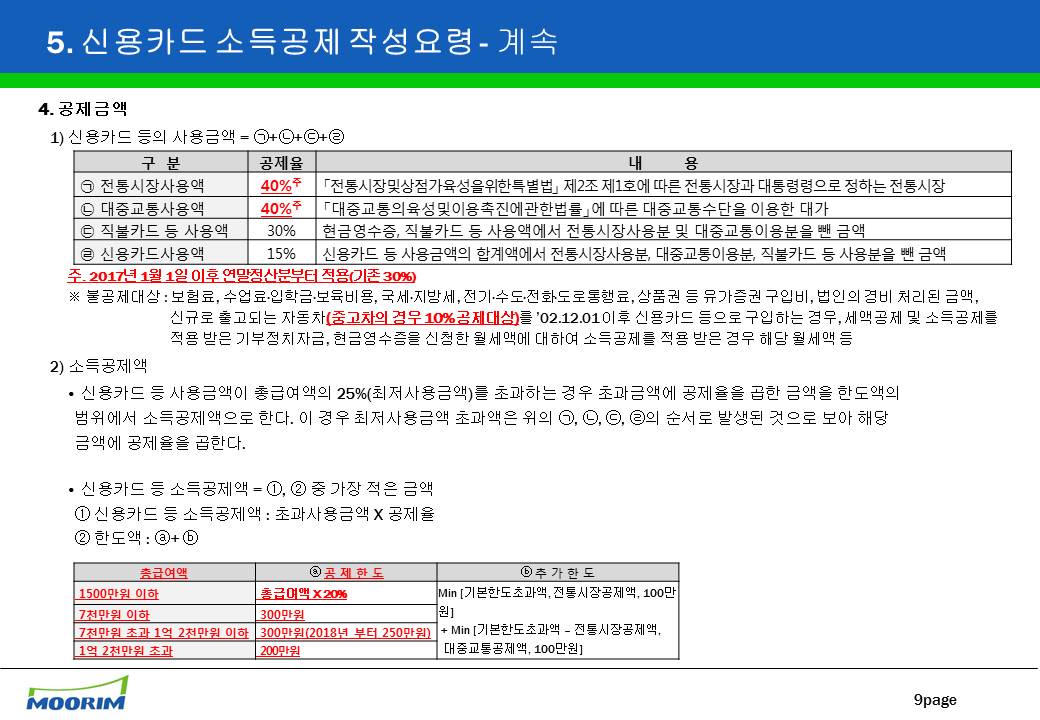 5. 신용카드 소득공제 작성요령 - 계속
4. 공제금액
1) 신용카드 등의 사용금액 = ㉠+㉡+㉢+㉣
구 분 공제율 내 용
㉠ 전통시장사용액 40%주 「전통시장및상점가육성을위한특별법」 제2조 제1호에 따른 전통시장과 대통령령으로 정하는 전통시장
㉡ 대중교통사용액 40%주 「대중교통의육성및이용촉진에관한법률」에 따른 대중교통수단을 이용한 대가
㉢ 직불카드 등 사용액 30% 현금영수증, 직불카드 등 사용액에서 전통시장사용분 및 대중교통이용분을 뺀 금액
㉣ 신용카드사용액 15% 신용카드 등 사용금액의 합계액에서 전통시장사용분, 대중교통이용분, 직불카드 등 사용분을 뺀 금액
주. 2017년 1월 1일 이후 연말정산분부터 적용(기존 30%)
※ 불공제대상 : 보험료, 수업료·입학금·보육비용, 국세·지방세, 전기·수도·전화·도로통행료, 상품권 등 유가증권 구입비, 법인의 경비 처리된 금액,
신규로 출고되는 자동차(중고차의 경우 10% 공제대상)를 ’02.12.01 이후 신용카드 등으로 구입하는 경우, 세액공제 및 소득공제를
적용 받은 기부정치자금, 현금영수증을 신청한 월세액에 대하여 소득공제를 적용 받은 경우 해당 월세액 등
2) 소득공제액
• 신용카드 등 사용금액이 총급여액의 25%(최저사용금액)를 초과하는 경우 초과금액에 공제율을 곱한 금액을 한도액의
범위에서 소득공제액으로 한다. 이 경우 최저사용금액 초과액은 위의 ㉠, ㉡, ㉢, ㉣의 순서로 발생된 것으로 보아 해당
금액에 공제율을 곱한다.
• 신용카드 등 소득공제액 = ①, ② 중 가장 적은 금액
① 신용카드 등 소득공제액 : 초과사용금액 X 공제율
② 한도액 : ⓐ+ ⓑ
총급여액 ⓐ 공 제 한 도 ⓑ 추 가 한 도
1500만원 이하 총급여액 X 20% Min [기본한도초과액, 전통시장공제액, 100만
7천만원 이하 300만원 원]
7천만원 초과 1억 2천만원 이하 300만원(2018년 부터 250만원) + Min [기본한도초과액 – 전통시장공제액,
1억 2천만원 초과 200만원 대중교통공제액, 100만원]
MOORIM
9page